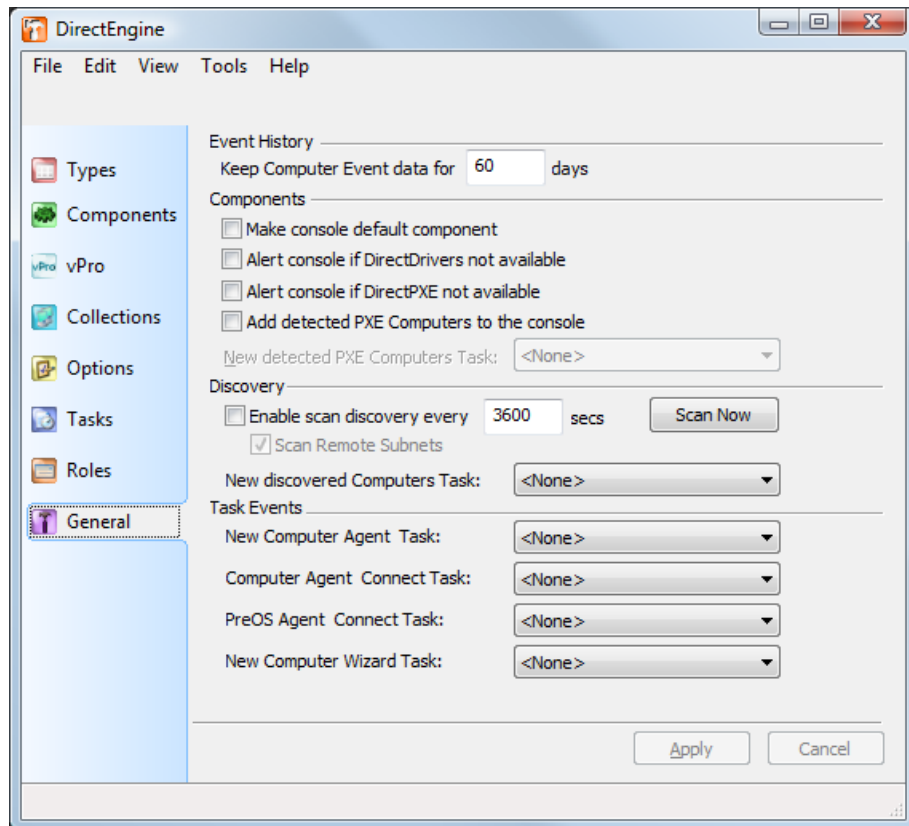 DirectEngine
File Edit View Tools Help
Types
Components
vPro vPro
Collections
Options
Tasks
Roles
General
Event History
Keep Computer Event data for 60 days
Components
Make console default component
Alert console if DirectDrivers not available
Alert console if DirectPXE not available
Add detected PXE Computers to the console
New detected PXE Computers Task: <None>
Discovery
Enable scan discovery every 3600 secs Scan Now
Scan Remote Subnets
New discovered Computers Task: <None>
Task Events
New Computer Agent Task: <None>
Computer Agent Connect Task: <None>
PreOS Agent Connect Task: <None>
New Computer Wizard Task: <None>
Apply Cancel